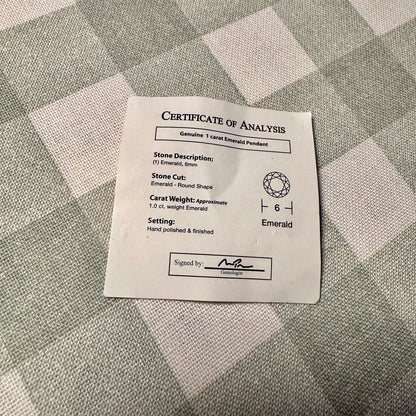 CERTIFICATE OF ANALYSIS
Genuine 1 carat Emerald Pendant
Stone Description:
(1) Emerald, 6mm
Stone Cut:
Emerald - Round Shape
Carat Weight: Approximate
1.0 ct. weight Emerald
Setting:
Hand polished & finished
6
Emerald
Signed by:
Gemologist